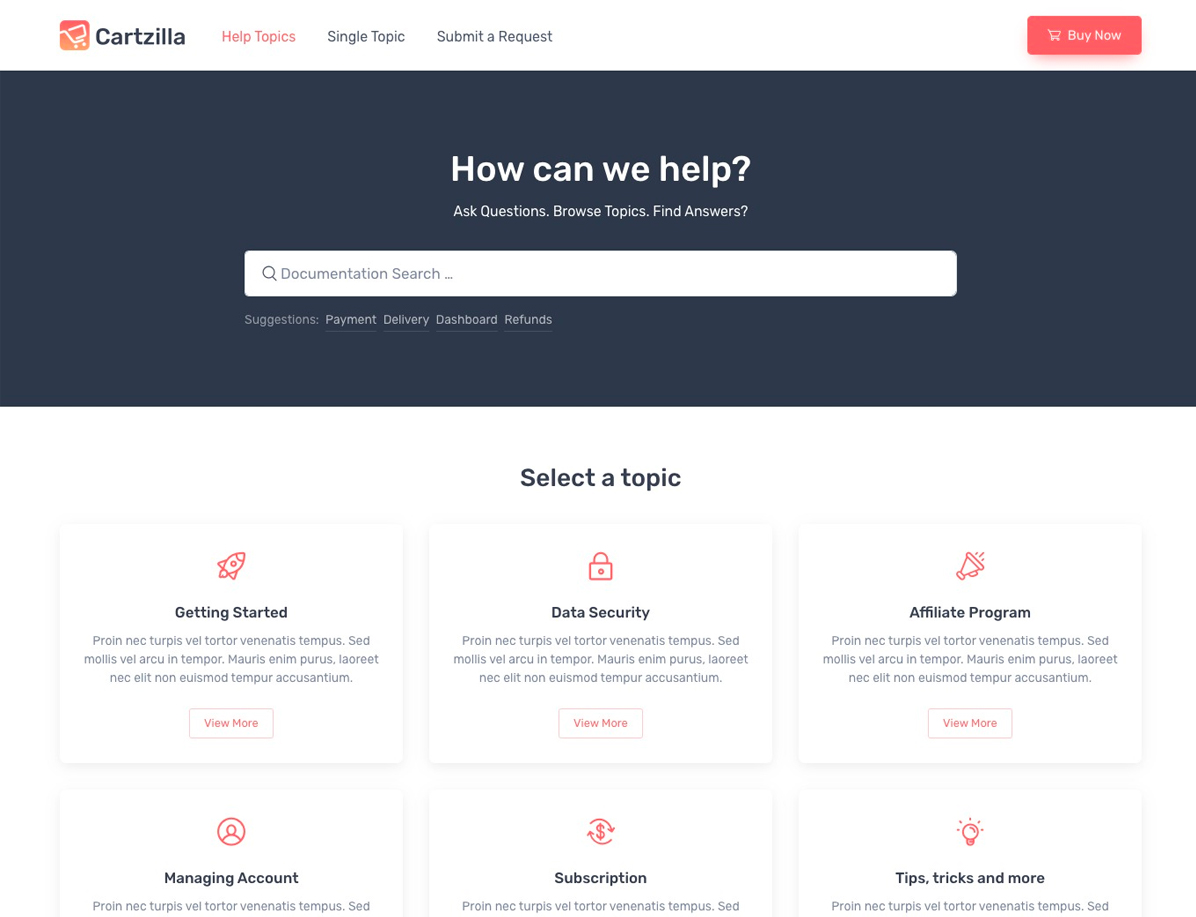 Cartzilla
Help Topics
Single Topic
Submit a Request
Buy Now
How can we help?
Ask Questions. Browse Topics. Find Answers?
Documentation Search ...
Suggestions: Payment Delivery Dashboard Refunds
Select a topic
Getting Started
Proin nec turpis vel tortor venenatis tempus. Sed
mollis vel arcu in tempor. Mauris enim purus, laoreet
nec elit non euismod tempur accusantium.
View More
Data Security
Proin nec turpis vel tortor venenatis tempus. Sed
mollis vel arcu in tempor. Mauris enim purus, laoreet
nec elit non euismod tempur accusantium.
View More
Affiliate Program
Proin nec turpis vel tortor venenatis tempus. Sed
mollis vel arcu in tempor. Mauris enim purus, laoreet
nec elit non euismod tempur accusantium.
View More
Managing Account
Proin nec turpis vel tortor venenatis tempus. Sed
Subscription
Proin nec turpis vel tortor venenatis tempus. Sed
Tips, tricks and more
Proin nec turpis vel tortor venenatis tempus. Sed